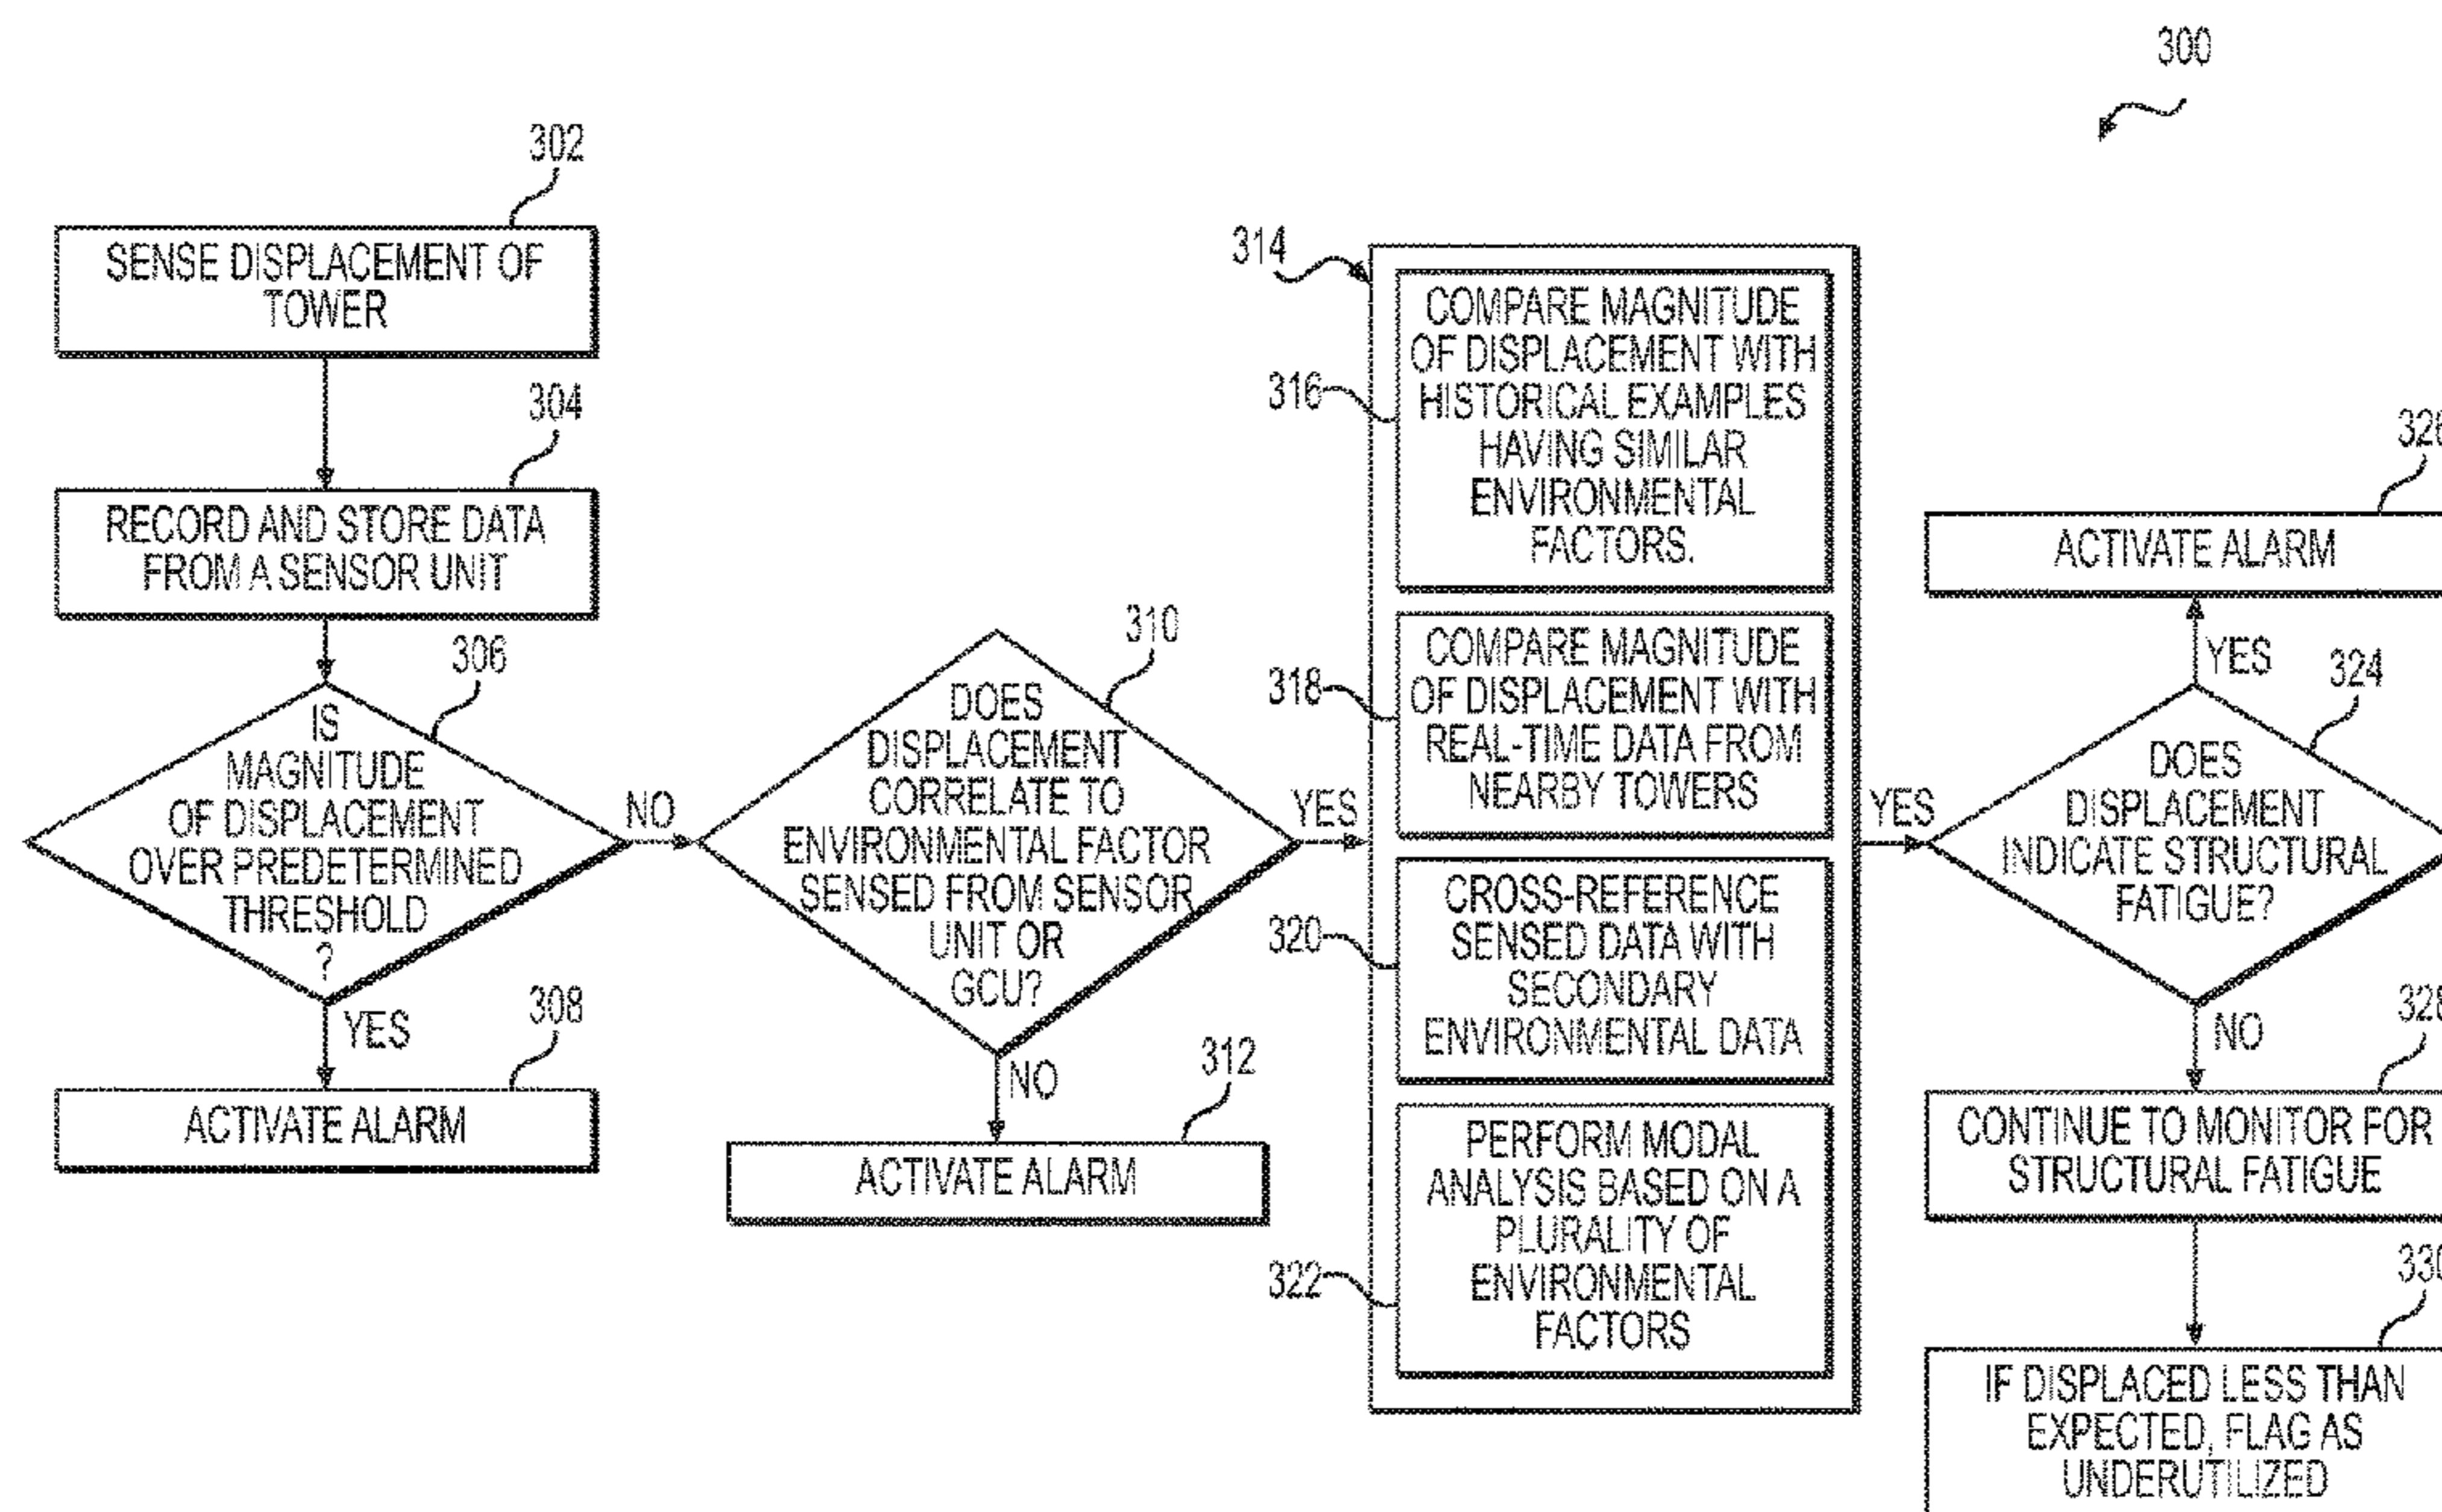 300
302
SENSE DISPLACEMENT OF
TOWER
304
RECORD AND STORE DATA
FROM A SENSOR UNIT
306
IS
MAGNITUDE
OF DISPLACEMENT
OVER PREDETERMINED
THRESHOLD
?
NO
YES
308
ACTIVATE ALARM
310
DOES
DISPLACEMENT
CORRELATE TO
ENVIRONMENTAL FACTOR
SENSED FROM SENSOR
UNIT OR
GCU?
YES
NO
312
ACTIVATE ALARM
314
316
COMPARE MAGNITUDE
OF DISPLACEMENT WITH
HISTORICAL EXAMPLES
HAVING SIMILAR
ENVIRONMENTAL
FACTORS.
318
COMPARE MAGNITUDE
OF DISPLACEMENT WITH
REAL-TIME DATA FROM
NEARBY TOWERS
320
CROSS-REFERENCE
SENSED DATA WITH
SECONDARY
ENVIRONMENTAL DATA
322
PERFORM MODAL
ANALYSIS BASED ON A
PLURALITY OF
ENVIRONMENTAL
FACTORS
YES
326
ACTIVATE ALARM
YES
324
DOES
DISPLACEMENT
INDICATE STRUCTURAL
FATIGUE?
NO
328
CONTINUE TO MONITOR FOR
STRUCTURAL FATIGUE
330
IF DISPLACED LESS THAN
EXPECTED, FLAG AS
UNDERUTILIZED